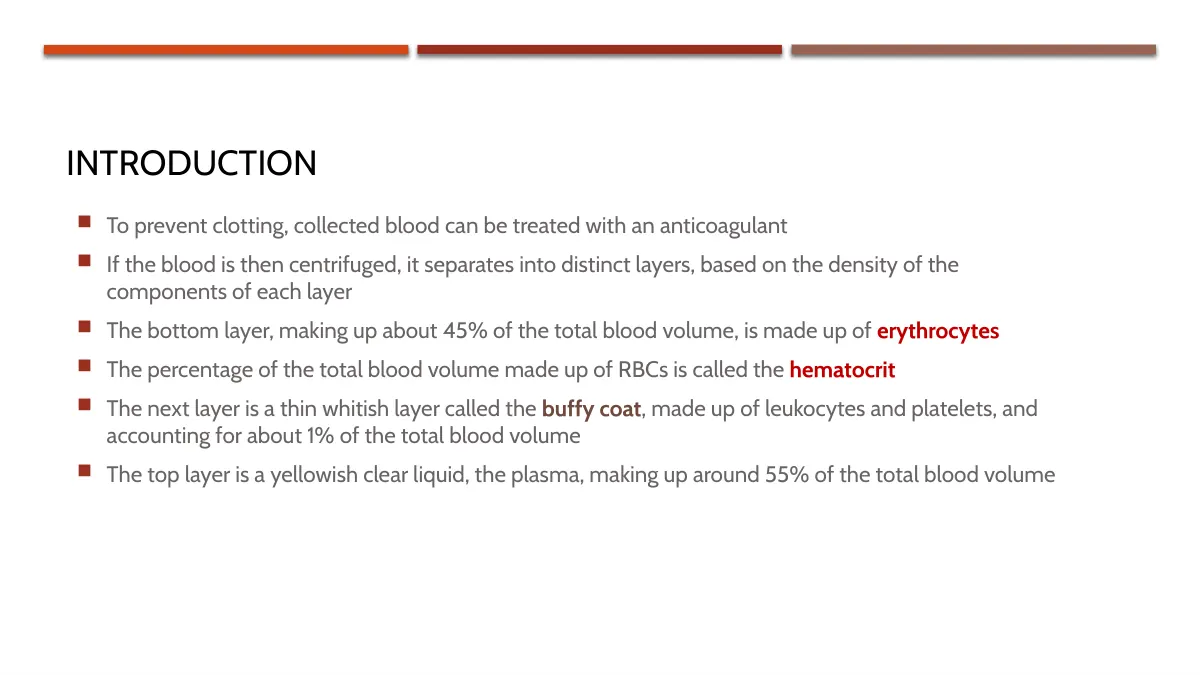 INTRODUCTION
To prevent clotting, collected blood can be treated with an anticoagulant
If the blood is then centrifuged, it separates into distinct layers, based on the density of the
components of each layer
The bottom layer, making up about 45% of the total blood volume, is made up of erythrocytes
The percentage of the total blood volume made up of RBCs is called the hematocrit
The next layer is a thin whitish layer called the buffy coat, made up of leukocytes and platelets, and
accounting for about 1% of the total blood volume
The top layer is a yellowish clear liquid, the plasma, making up around 55% of the total blood volume